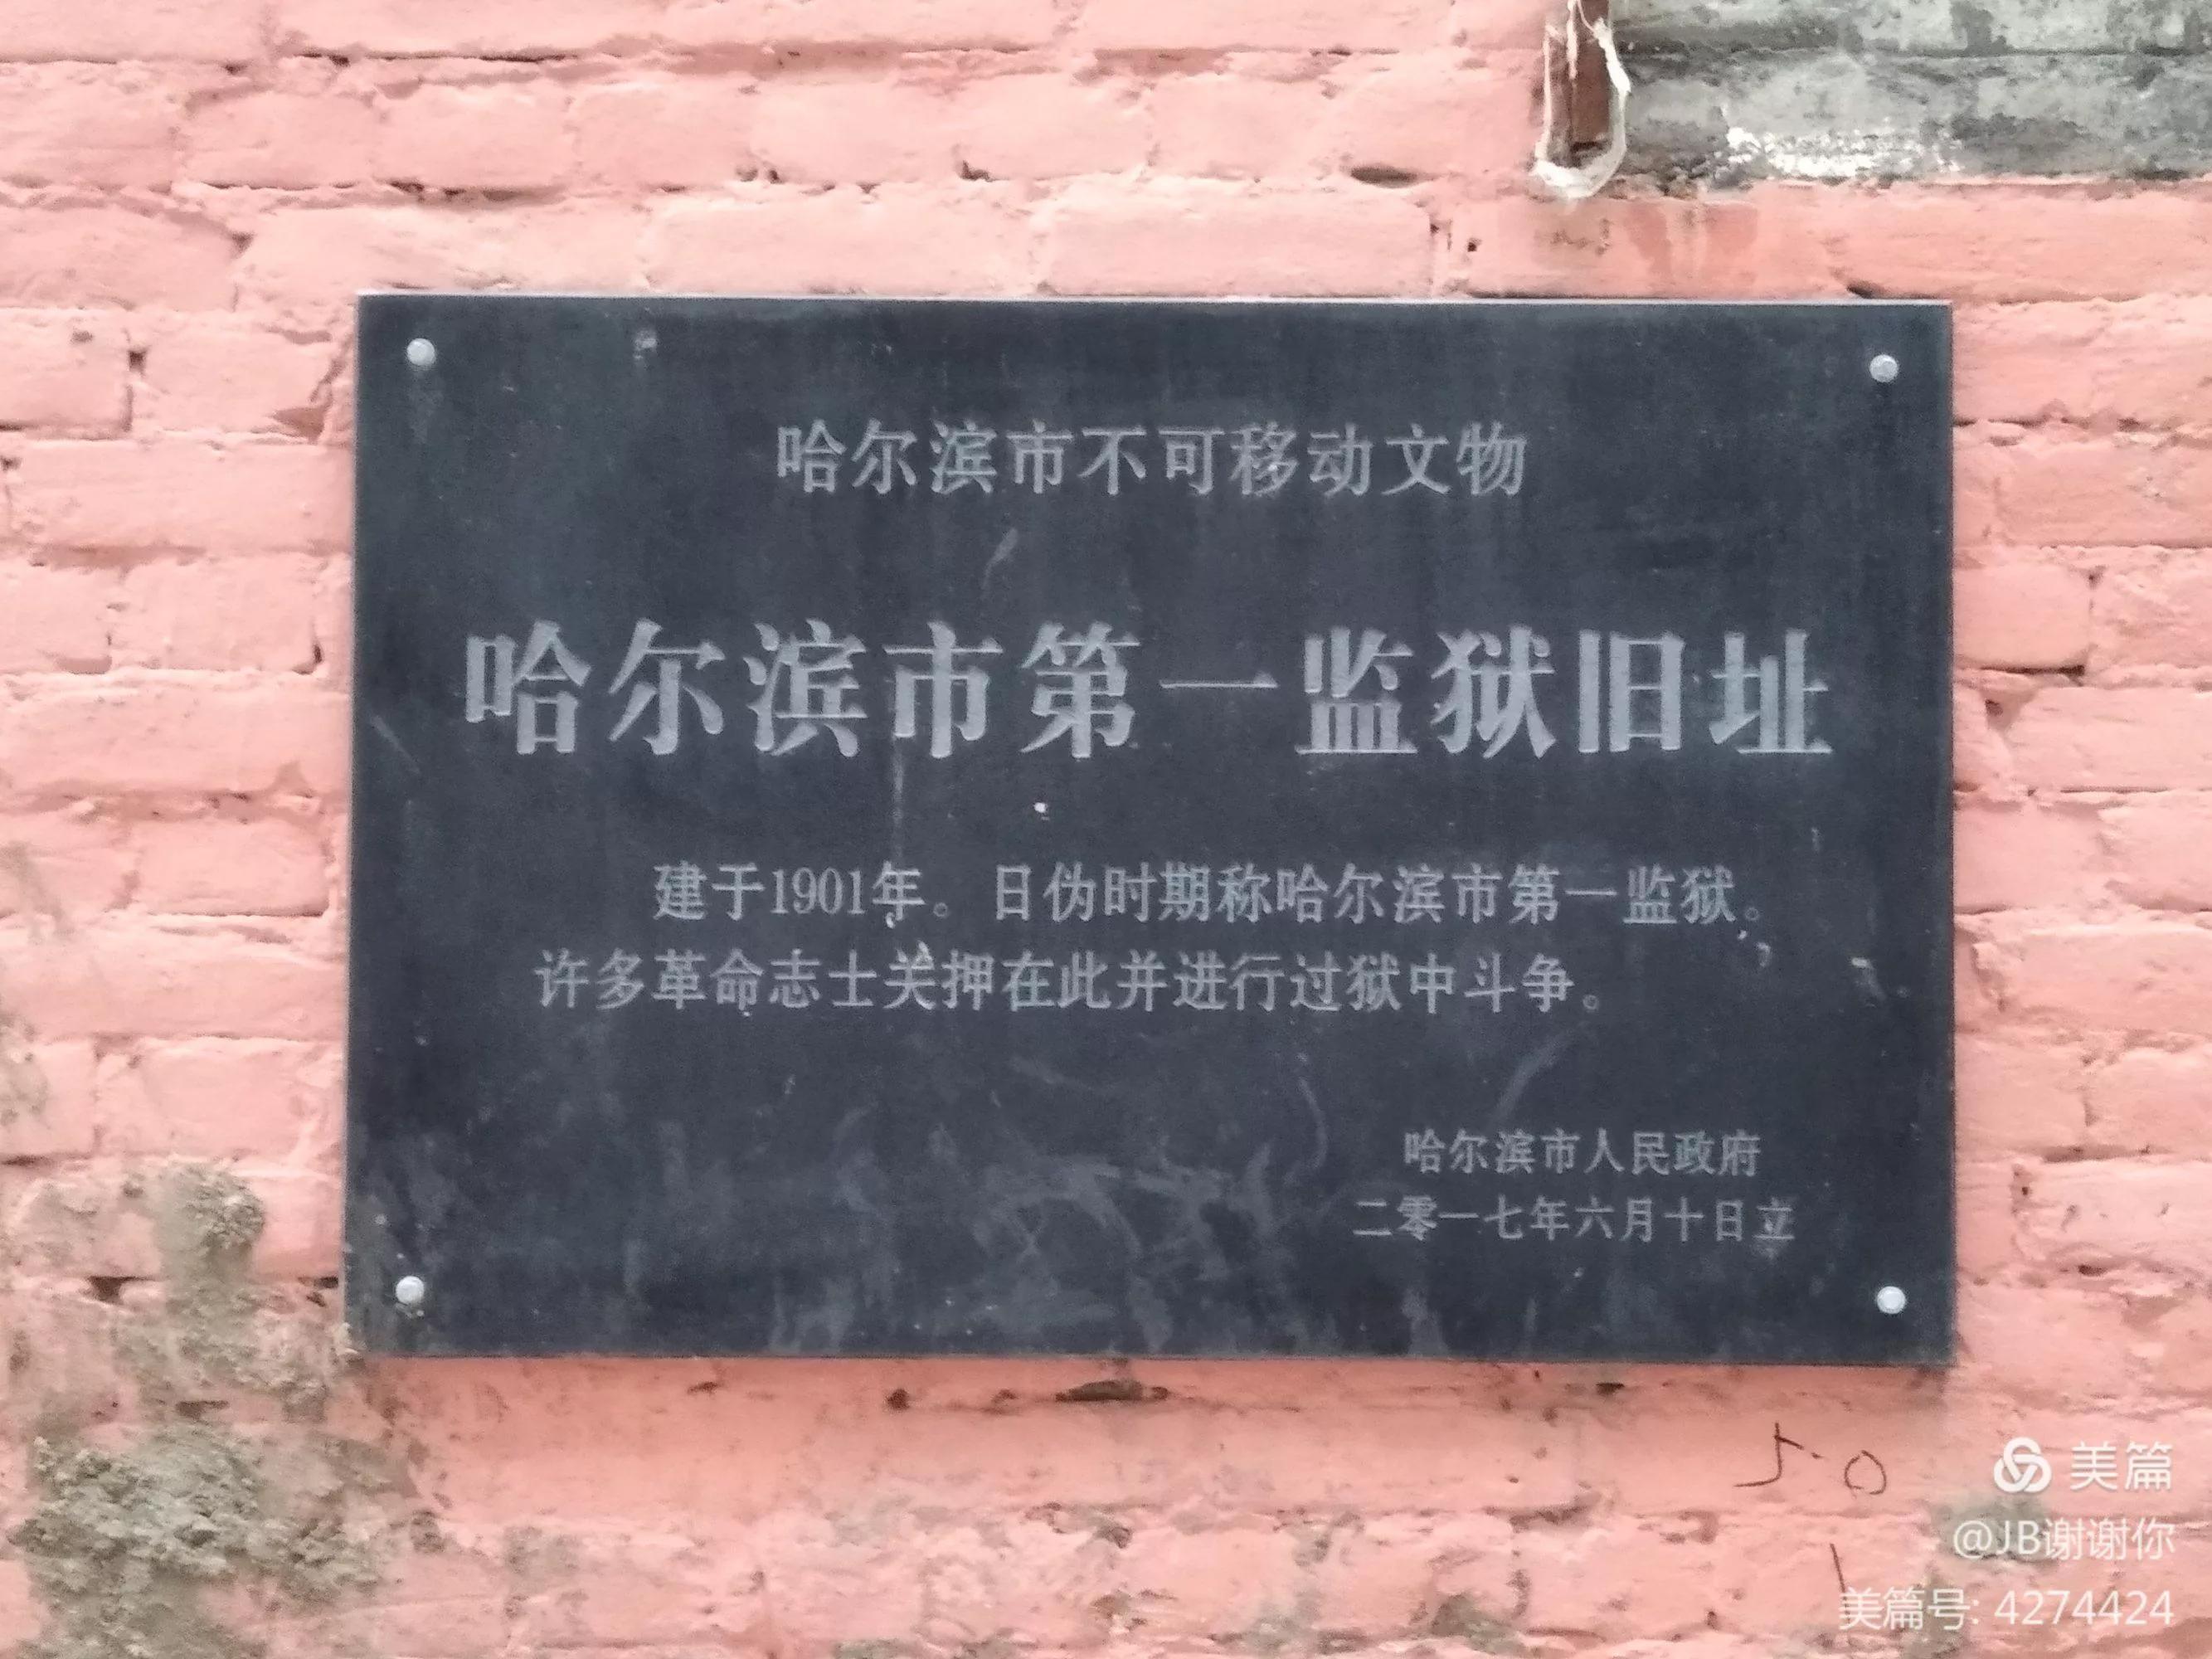 哈尔滨市不可移动文物
哈尔滨市第一监狱旧址
建于1901年。日伪时期称哈尔滨市第一监狱。
许多革命志士关押在此并进行过狱中斗争。
哈尔滨市人民政府
二零一七年六月十日立
美篇
@JB谢谢你
美篇号: 4274424